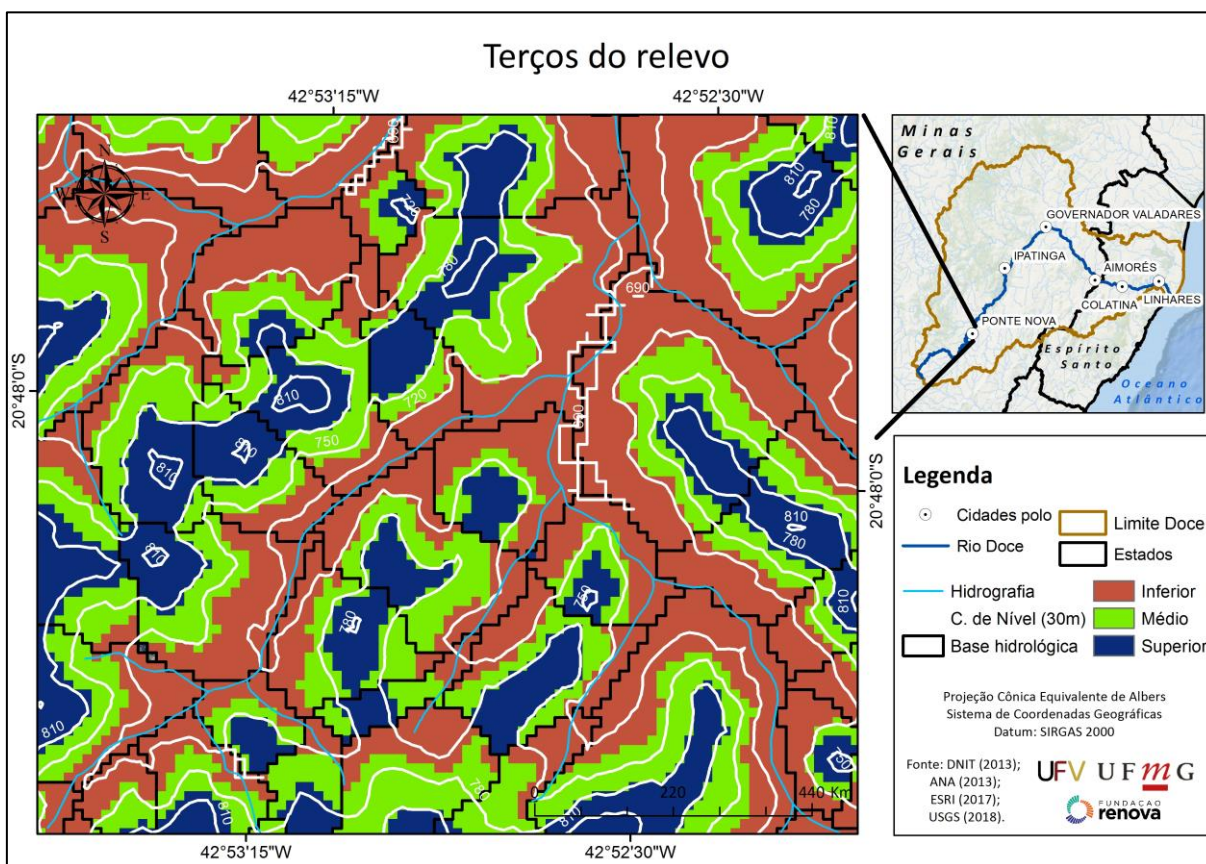 Terços do relevo
42°53'15"W
42°52'30"W
N
W
E
S
20°48'0"S
20°48'0"S
690
810
780
780
690
720
810
750
810
810
810
780
750
810
810
780
810
810
780
810
810
750
0 220 440 Km
42°53'15"W
42°52'30"W
Minas
Gerais
GOVERNADOR VALADARES
IPATINGA
AIMORÉS
COLATINA
LINHARES
PONTE NOVA
Espírito
Santo
Oceano
Atlântico
Legenda
Cidades polo
Rio Doce
Limite Doce
Estados
Hidrografia
C. de Nível (30m)
Base hidrológica
Inferior
Médio
Superior
Projeção Cônica Equivalente de Albers
Sistema de Coordenadas Geográficas
Datum: SIRGAS 2000
Fonte: DNIT (2013);
ANA (2013);
ESRI (2017);
USGS (2018).
UFV
UFmG
FUNDAÇÃO
renova